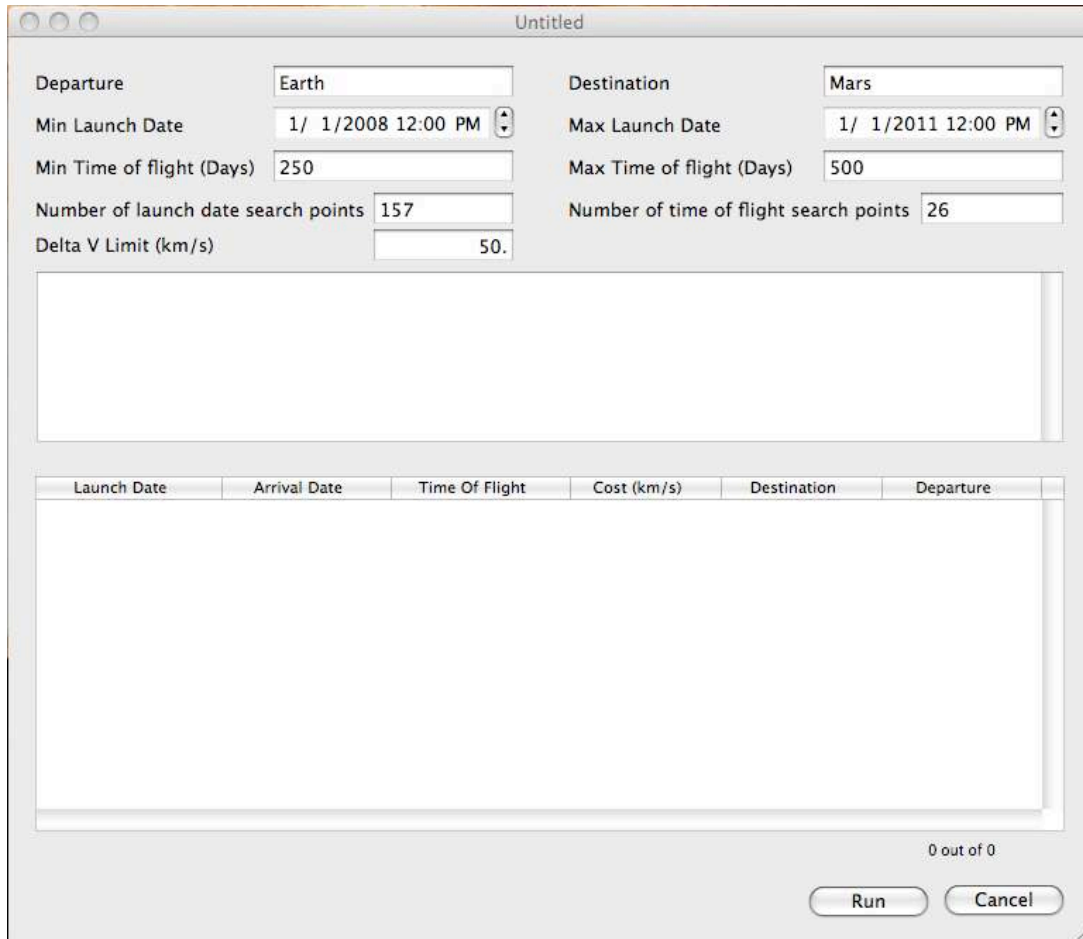 Untitled
Departure Earth Destination Mars
Min Launch Date 1/ 1/2008 12:00 PM Max Launch Date 1/ 1/2011 12:00 PM
Min Time of flight (Days) 250 Max Time of flight (Days) 500
Number of launch date search points 157 Number of time of flight search points 26
Delta V Limit (km/s) 50.
Launch Date Arrival Date Time Of Flight Cost (km/s) Destination Departure
0 out of 0
Run Cancel